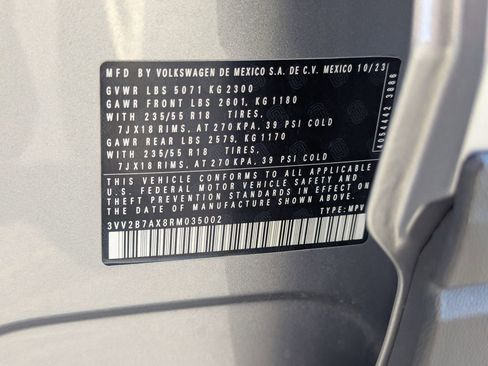 MFD. BY VOLKSWAGEN DE MEXICO S.A. DE C.V. MEXICO 10/23
GVWR LBS 5071 KG2300
GAWR FRONT LBS 2601, KG1180
WITH 235/55 R18 TIRES,
7JX18 RIMS, AT 270KPA, 39 PSI COLD
GAWR REAR LBS 2579, KG1170
WITH 235/55 R18 TIRES,
7JX18 RIMS, AT 270KPA, 39 PSI COLD
THIS VEHICLE CONFORMS TO ALL APPLICABLE
U.S. FEDERAL MOTOR VEHICLE SAFETY AND
THEFT PREVENTION STANDARDS IN EFFECT ON
THE DATE OF MANUFACTURE SHOWN ABOVE.
3VV2B7AX8RM035002 TYPE: MPV
4054442 3886